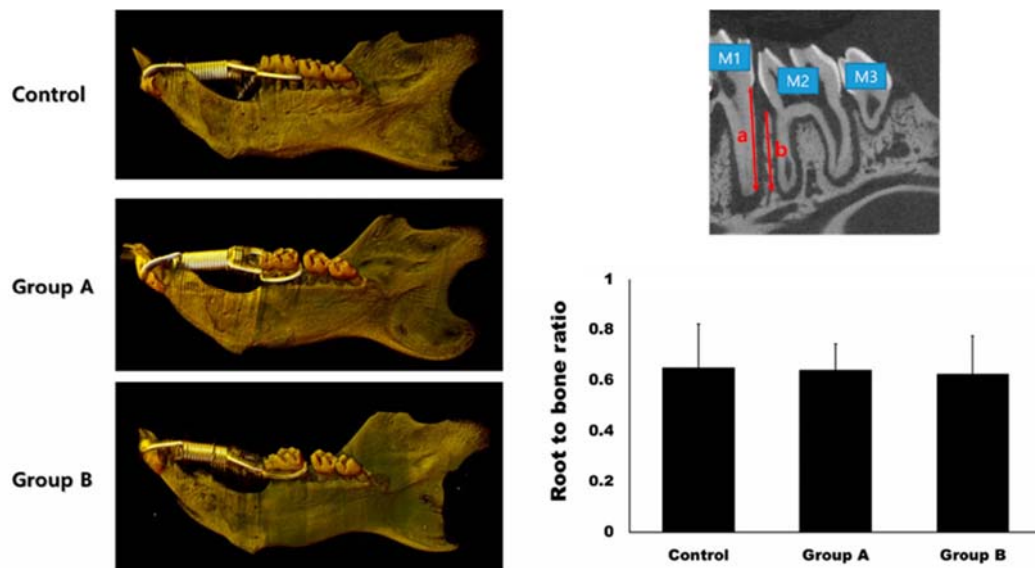 Control
Group A
Group B
M1
M2
M3
a
b
Root to bone ratio
1
0.8
0.6
0.4
0.2
0
Control
Group A
Group B